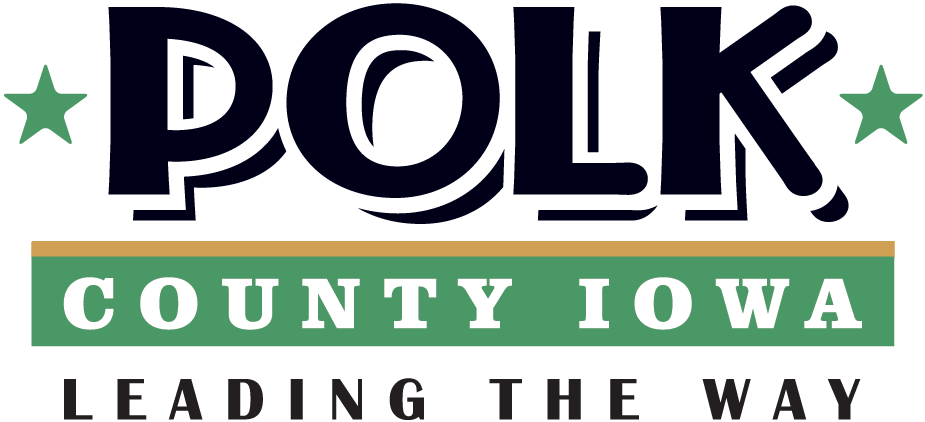 POLK
COUNTY IOWA
LEADING THE WAY